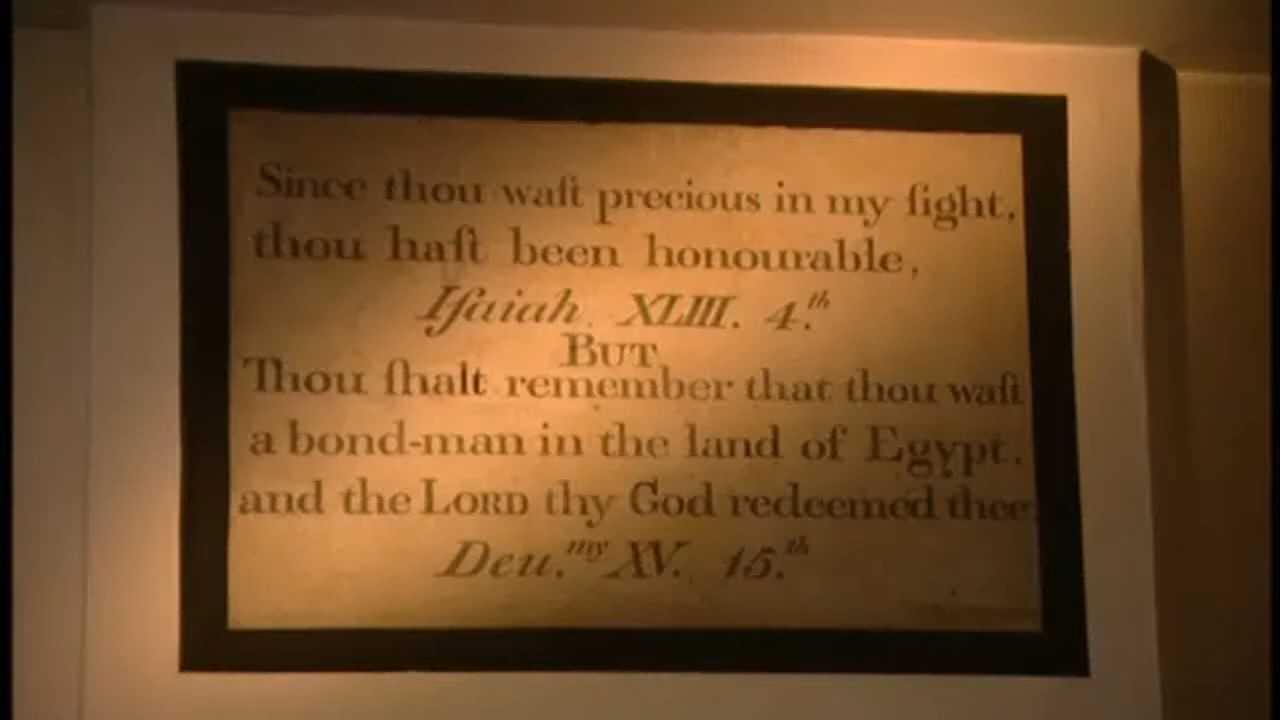 Since thou waſt precious in my ſight,
thou haſt been honourable,
Iſaiah XLIII. 4.th
BUT
Thou ſhalt remember that thou waſt
a bond-man in the land of Egypt,
and the LORD thy God redeemed thee;
Deu.my XV. 15.th